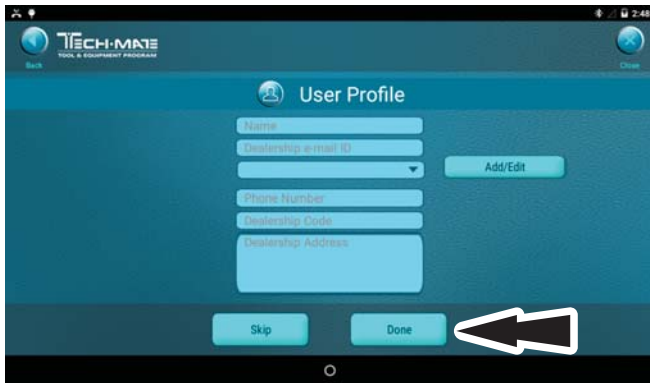 2:48
TECH-MATE
TOOL & EQUIPMENT PROGRAM
Back
Close
User Profile
Name
Dealership e-mail ID
Add/Edit
Phone Number
Dealership Code
Dealership Address
Skip
Done